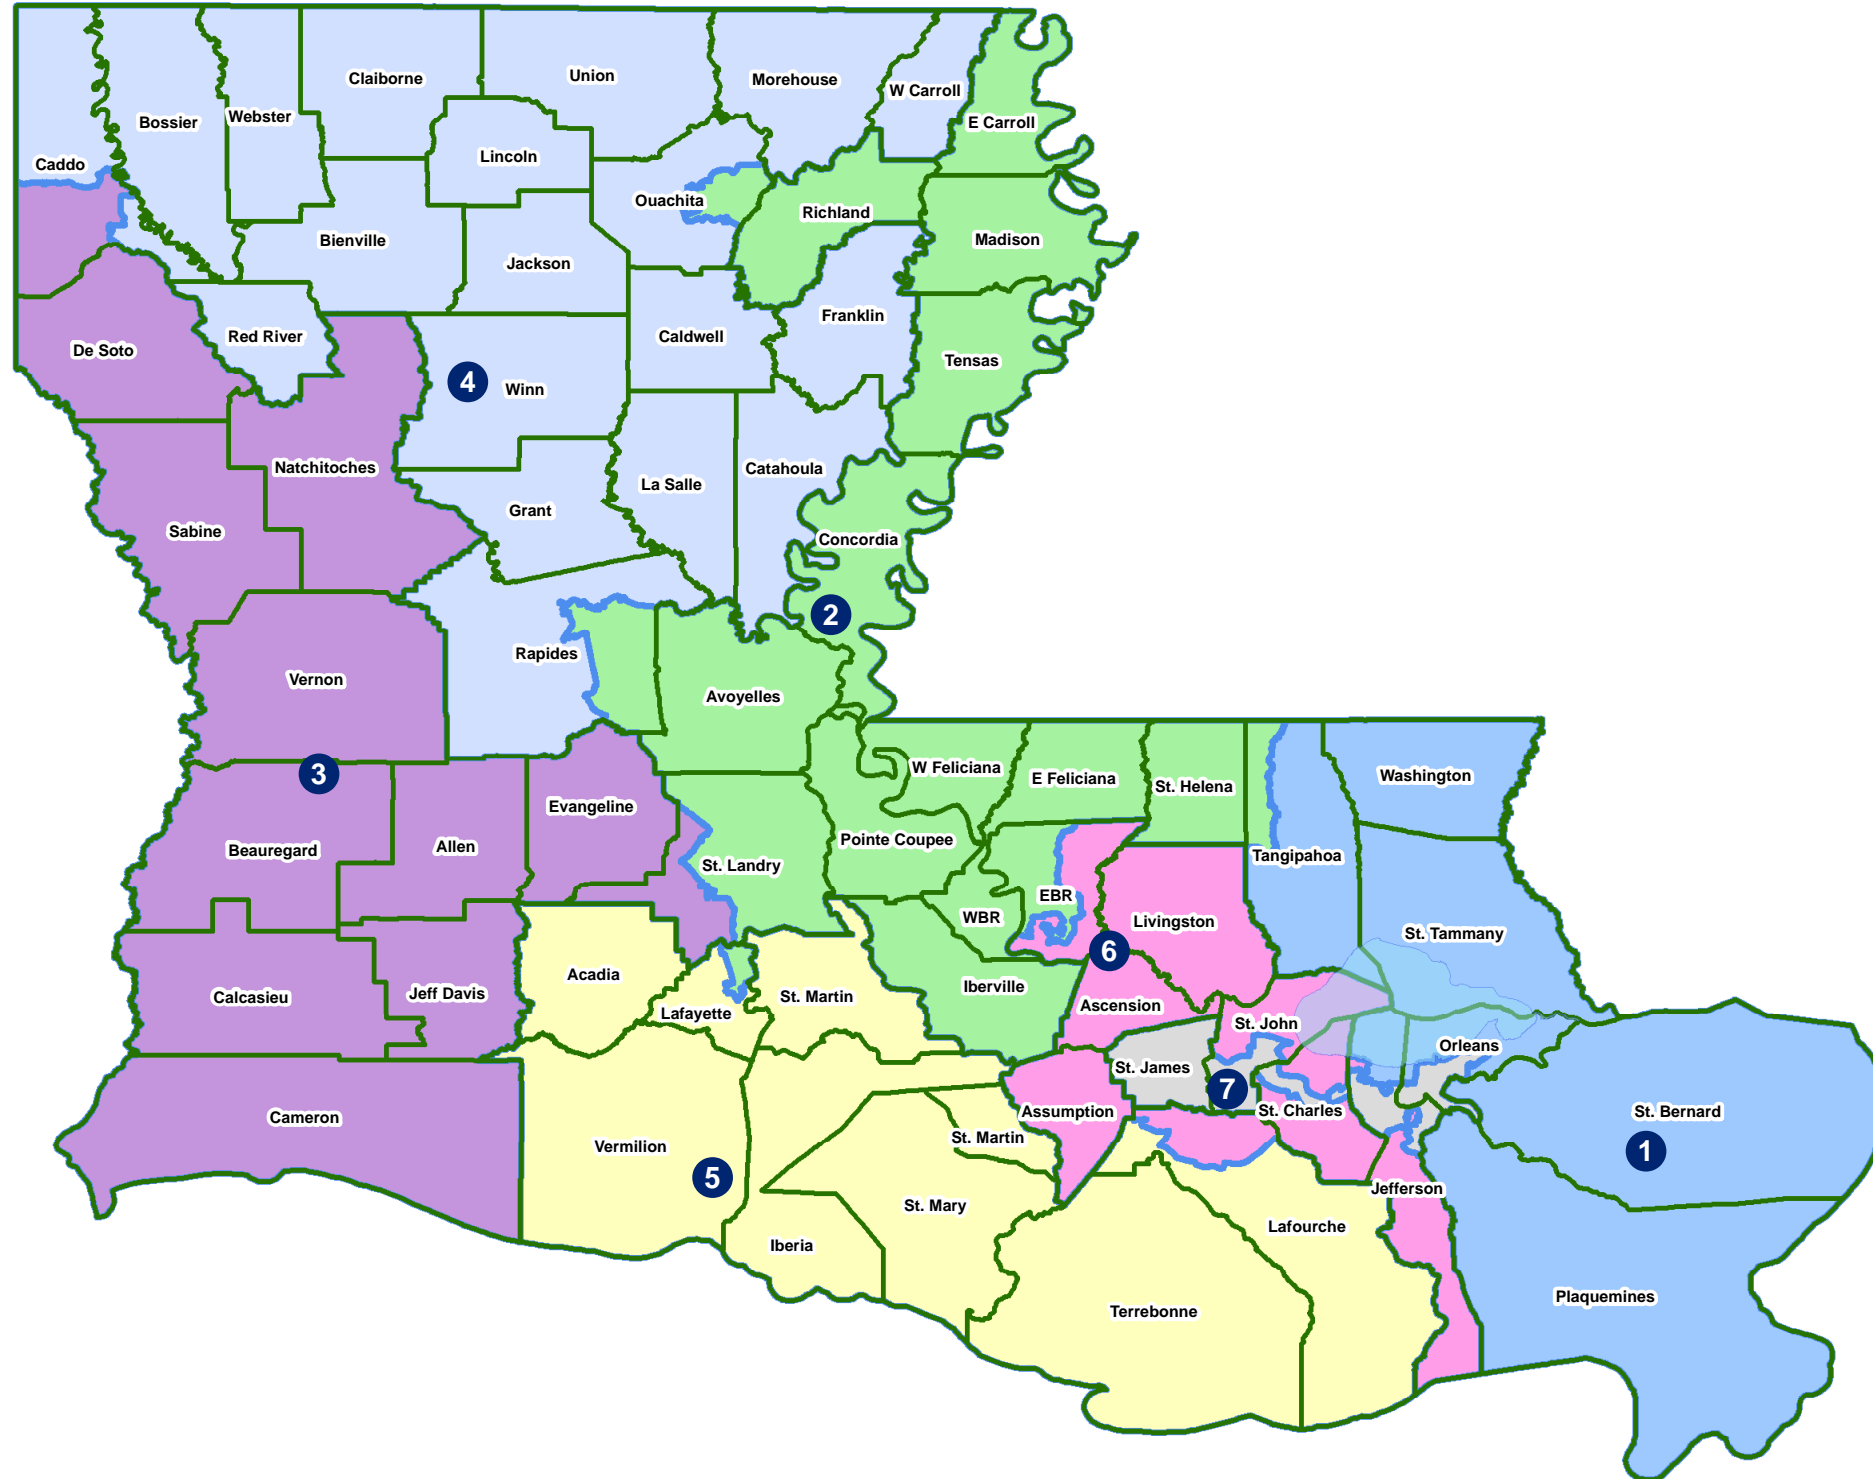 Claiborne
Union
Morehouse
W Carroll
Bossier
Webster
E Carroll
Caddo
Lincoln
Ouachita
Richland
Bienville
Madison
Jackson
Red River
Caldwell
Franklin
De Soto
Tensas
4
Winn
Natchitoches
La Salle
Catahoula
Grant
Sabine
Concordia
2
Rapides
Vernon
Avoyelles
3
W Feliciana
E Feliciana
St. Helena
Washington
Evangeline
Beauregard
Allen
Pointe Coupee
St. Landry
Tangipahoa
EBR
WBR
Livingston
St. Tammany
6
Acadia
Calcasieu
Jeff Davis
St. Martin
Iberville
Lafayette
Ascension
St. John
Orleans
St. James
7
Cameron
Assumption
St. Charles
St. Bernard
Vermilion
St. Martin
1
5
Jefferson
St. Mary
Lafourche
Iberia
Terrebonne
Plaquemines